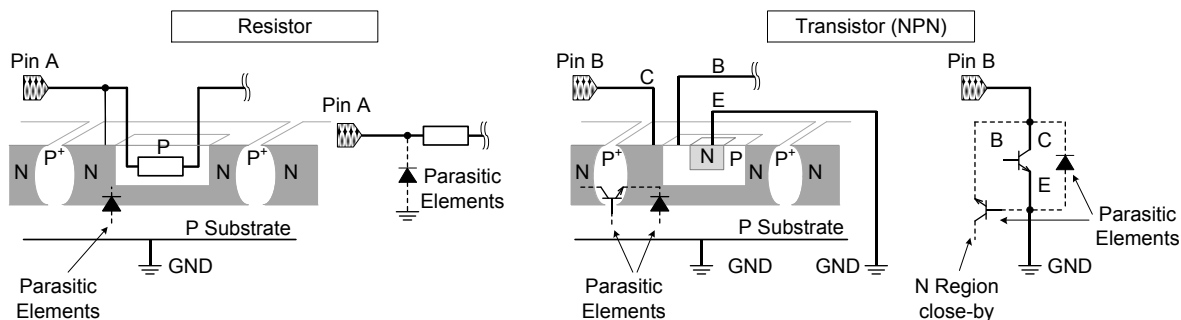 Resistor
Transistor (NPN)
Pin A
Pin B
B
C
E
Pin B
Pin A
N
P+
N
P
N
P+
N
Parasitic
Elements
P Substrate
GND
Parasitic
Elements
N
P+
N
N
P
P+
N
N
P Substrate
GND
GND
Parasitic
Elements
B
C
E
Parasitic
Elements
GND
N Region
close-by